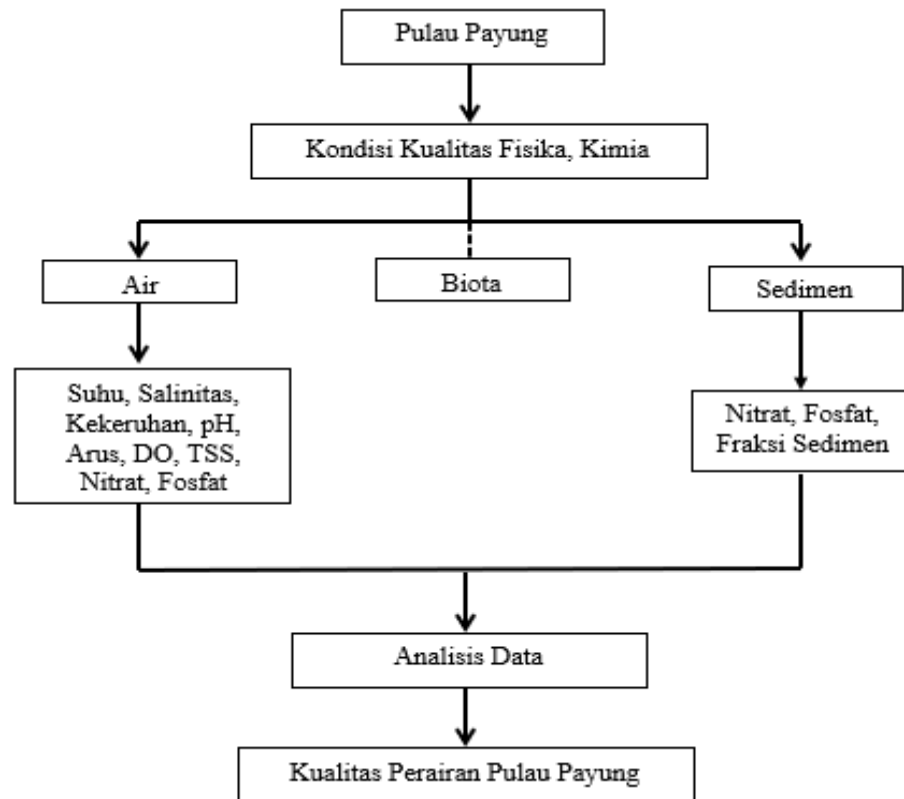 Pulau Payung
Kondisi Kualitas Fisika, Kimia
Air
Biota
Sedimen
Suhu, Salinitas,
Kekeruhan, pH,
Arus, DO, TSS,
Nitrat, Fosfat
Nitrat, Fosfat,
Fraksi Sedimen
Analisis Data
Kualitas Perairan Pulau Payung